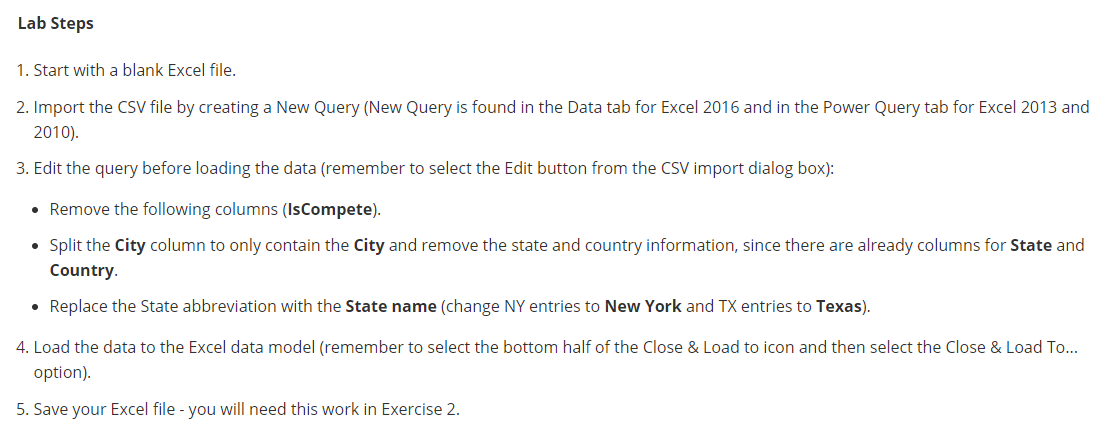 Lab Steps
1. Start with a blank Excel file.
2. Import the CSV file by creating a New Query (New Query is found in the Data tab for Excel 2016 and in the Power Query tab for Excel 2013 and
2010).
3. Edit the query before loading the data (remember to select the Edit button from the CSV import dialog box):
• Remove the following columns (IsCompete).
• Split the City column to only contain the City and remove the state and country information, since there are already columns for State and
Country.
• Replace the State abbreviation with the State name (change NY entries to New York and TX entries to Texas).
4. Load the data to the Excel data model (remember to select the bottom half of the Close & Load to icon and then select the Close & Load To...
option).
5. Save your Excel file - you will need this work in Exercise 2.